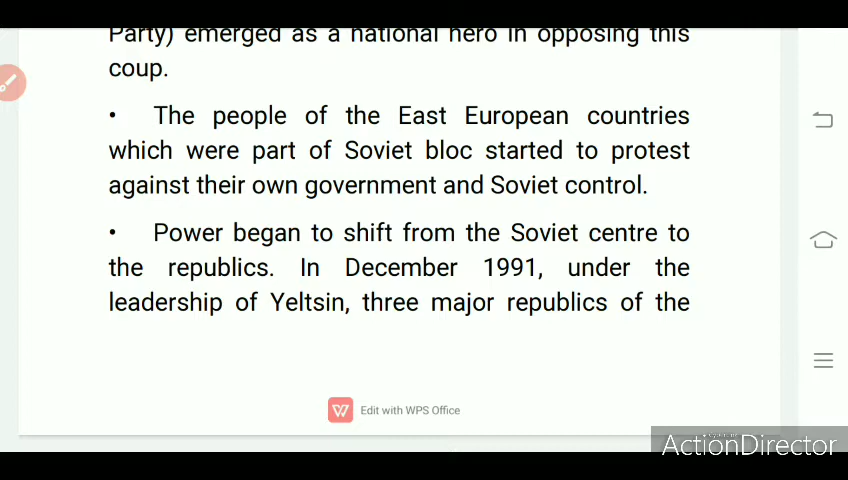 Party) emerged as a national hero in opposing this
coup.
• The people of the East European countries
which were part of Soviet bloc started to protest
against their own government and Soviet control.
• Power began to shift from the Soviet centre to
the republics. In December 1991, under the
leadership of Yeltsin, three major republics of the
Edit with WPS Office
ActionDirector